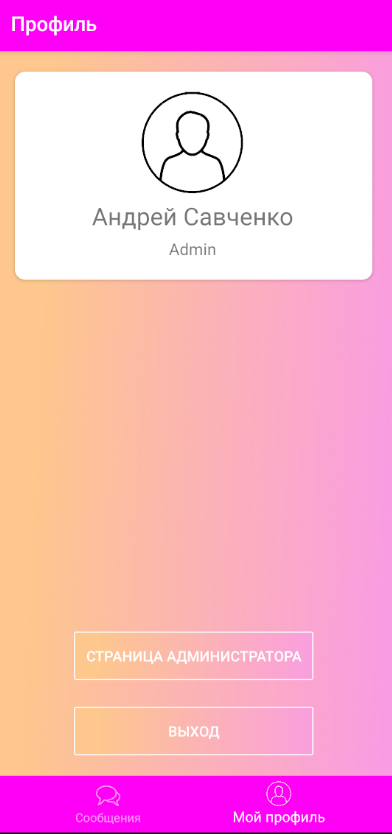 Профиль
Андрей Савченко
Admin
СТРАНИЦА АДМИНИСТРАТОРА
ВЫХОД
Сообщения
Мой профиль